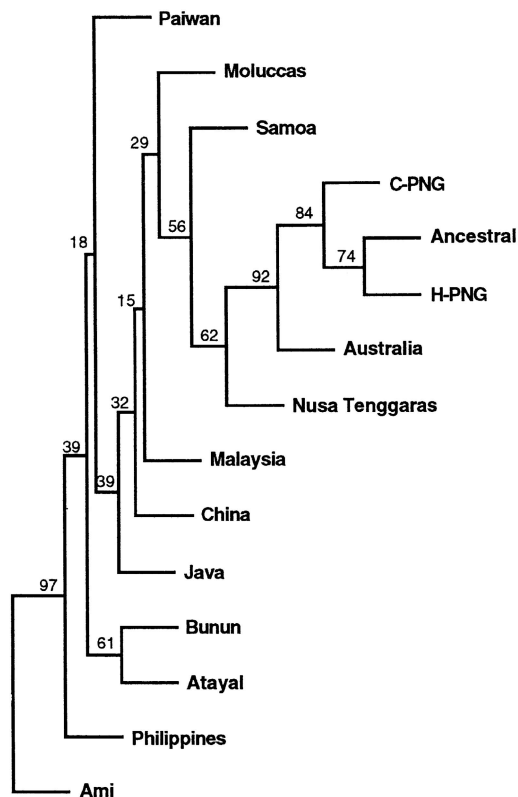 Paiwan
Moluccas
Samoa
29
C-PNG
84
56
Ancestral
18
74
92
H-PNG
15
62
Australia
32
Nusa Tenggaras
39
Malaysia
39
China
Java
97
Bunun
61
Atayal
Philippines
Ami